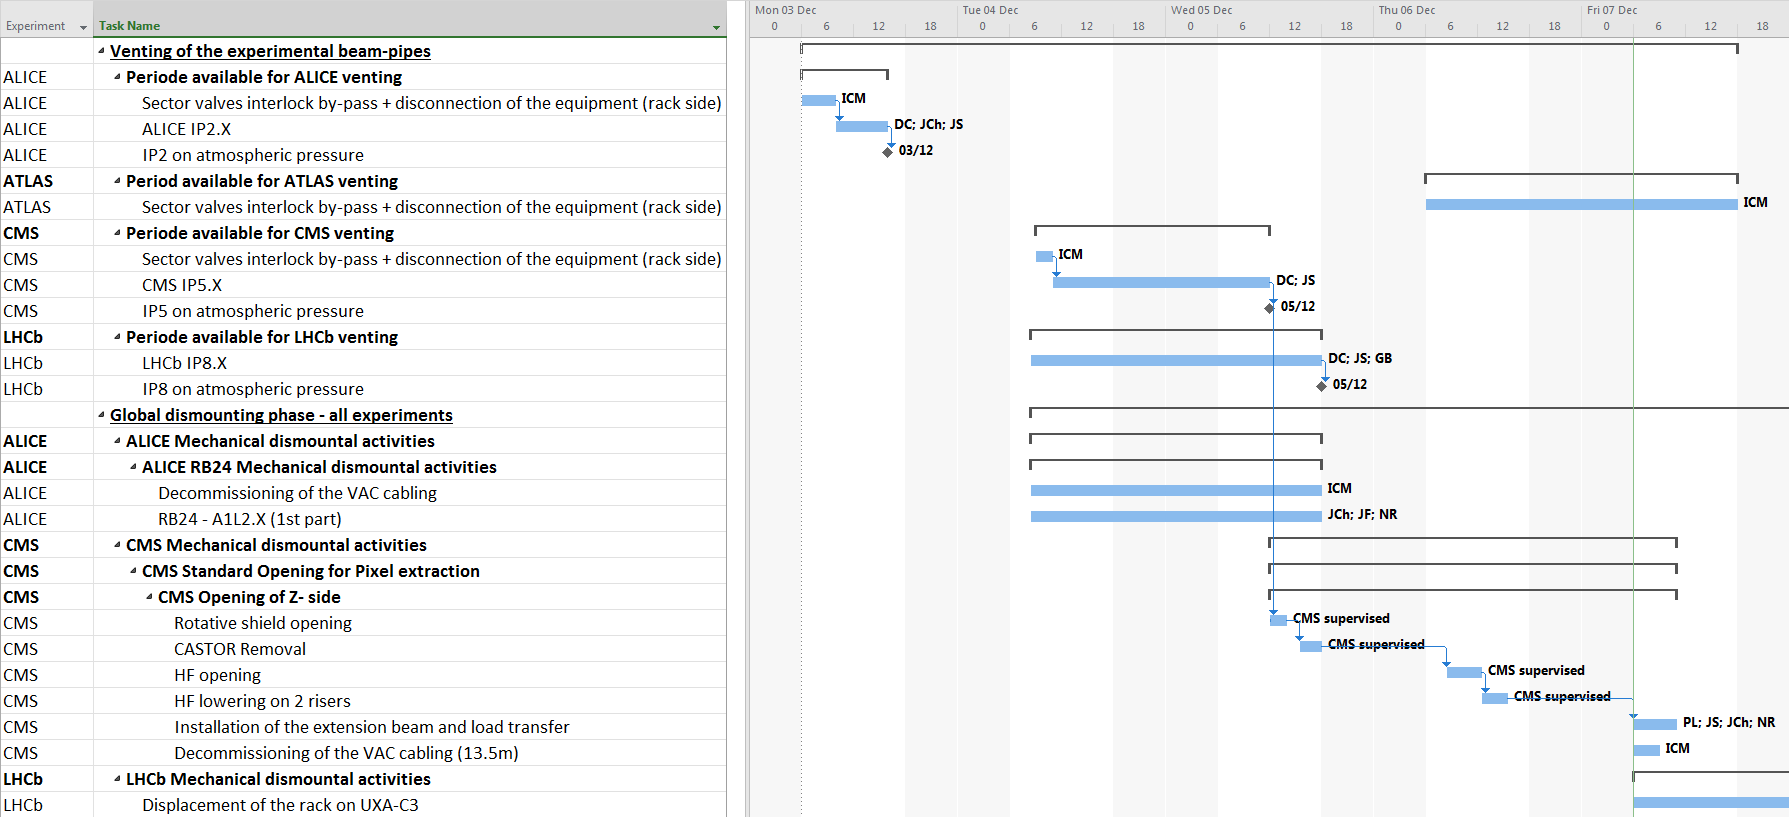 Mon 03 Dec Tue 04 Dec Wed 05 Dec Thu 06 Dec Fri 07 Dec
Experiment Task Name 0 6 12 18 0 6 12 18 0 6 12 18 0 6 12 18 0 6 12 18
Venting of the experimental beam-pipes
ALICE Periode available for ALICE venting
ALICE Sector valves interlock by-pass + disconnection of the equipment (rack side) ICM
ALICE ALICE IP2.X DC; JCh; JS
ALICE IP2 on atmospheric pressure 03/12
ATLAS Period available for ATLAS venting
ATLAS Sector valves interlock by-pass + disconnection of the equipment (rack side) ICM
CMS Periode available for CMS venting
CMS Sector valves interlock by-pass + disconnection of the equipment (rack side) ICM
CMS CMS IP5.X DC; JS
CMS IP5 on atmospheric pressure 05/12
LHCb Periode available for LHCb venting
LHCb LHCb IP8.X DC; JS; GB
LHCb IP8 on atmospheric pressure 05/12
Global dismounting phase - all experiments
ALICE ALICE Mechanical dismountal activities
ALICE ALICE RB24 Mechanical dismountal activities
ALICE Decommissioning of the VAC cabling ICM
ALICE RB24 - A1L2.X (1st part) JCh; JF; NR
CMS CMS Mechanical dismountal activities
CMS CMS Standard Opening for Pixel extraction
CMS CMS Opening of Z- side
CMS Rotative shield opening CMS supervised
CMS CASTOR Removal CMS supervised
CMS HF opening CMS supervised
CMS HF lowering on 2 risers CMS supervised
CMS Installation of the extension beam and load transfer PL; JS; JCh; NR
CMS Decommissioning of the VAC cabling (13.5m) ICM
LHCb LHCb Mechanical dismountal activities
LHCb Displacement of the rack on UXA-C3